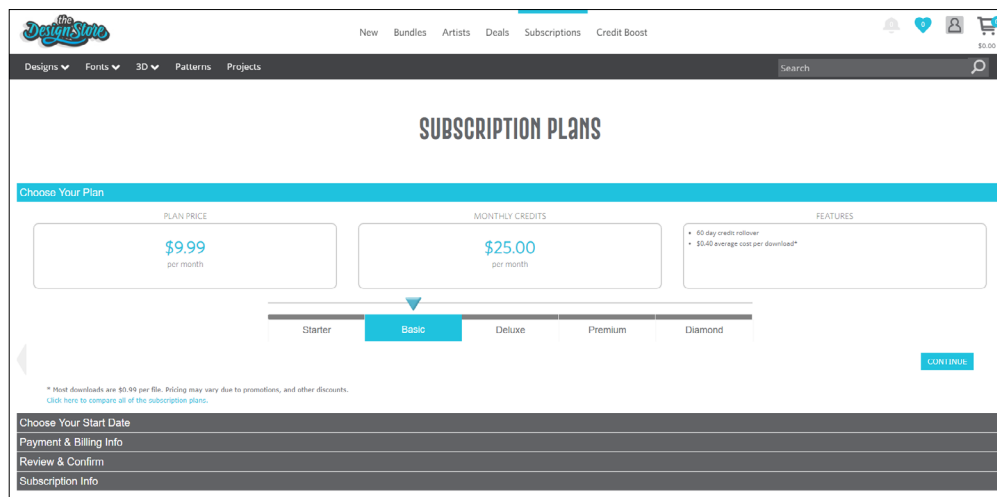 the
Design Store
New Bundles Artists Deals Subscriptions Credit Boost
0
$0.00
Designs Fonts 3D Patterns Projects
Search
SUBSCRIPTION PLANS
Choose Your Plan
PLAN PRICE
$9.99
per month
MONTHLY CREDITS
$25.00
per month
FEATURES
• 60 day credit rollover
• $0.40 average cost per download*
Starter Basic Deluxe Premium Diamond
CONTINUE
* Most downloads are $0.99 per file. Pricing may vary due to promotions, and other discounts.
Click here to compare all of the subscription plans.
Choose Your Start Date
Payment & Billing Info
Review & Confirm
Subscription Info